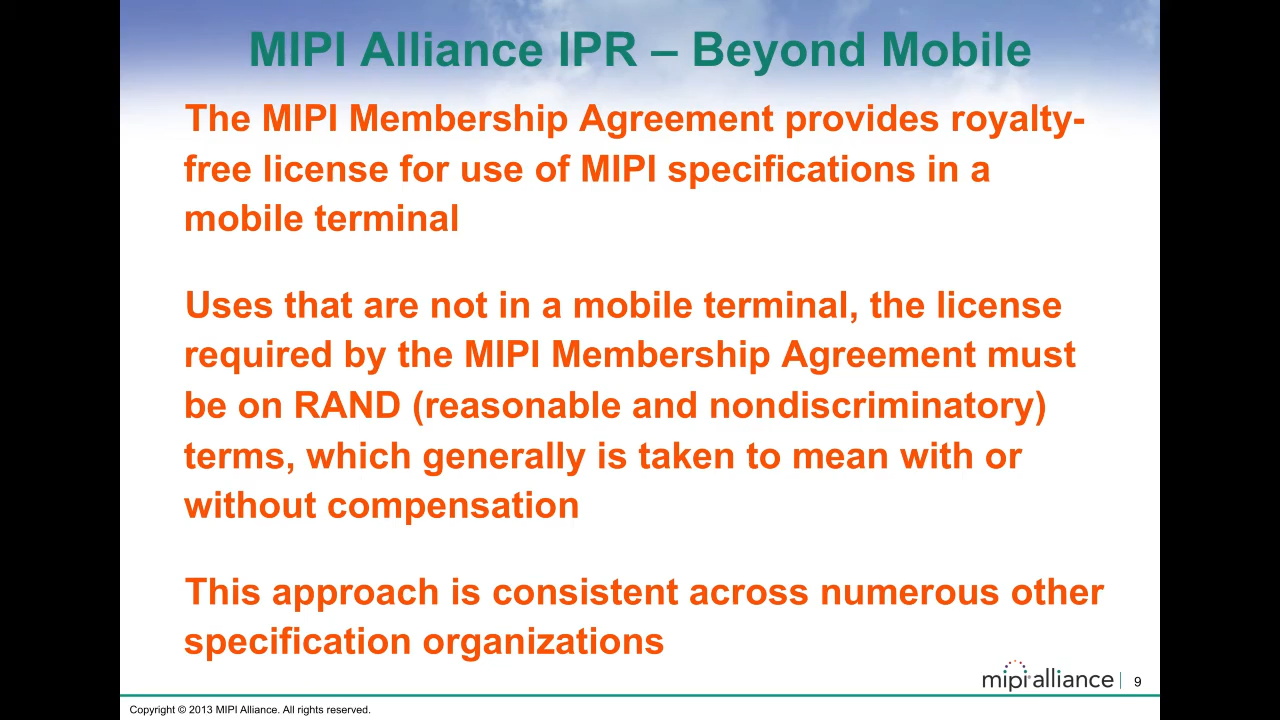 MIPI Alliance IPR – Beyond Mobile
The MIPI Membership Agreement provides royalty-
free license for use of MIPI specifications in a
mobile terminal
Uses that are not in a mobile terminal, the license
required by the MIPI Membership Agreement must
be on RAND (reasonable and nondiscriminatory)
terms, which generally is taken to mean with or
without compensation
This approach is consistent across numerous other
specification organizations
mipi alliance | 9
Copyright © 2013 MIPI Alliance. All rights reserved.